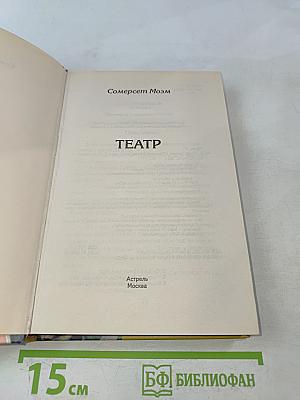 Сомерсет Моэм
ТЕАТР
Астрель
Москва
15 см
БФ БИБЛИОФАН